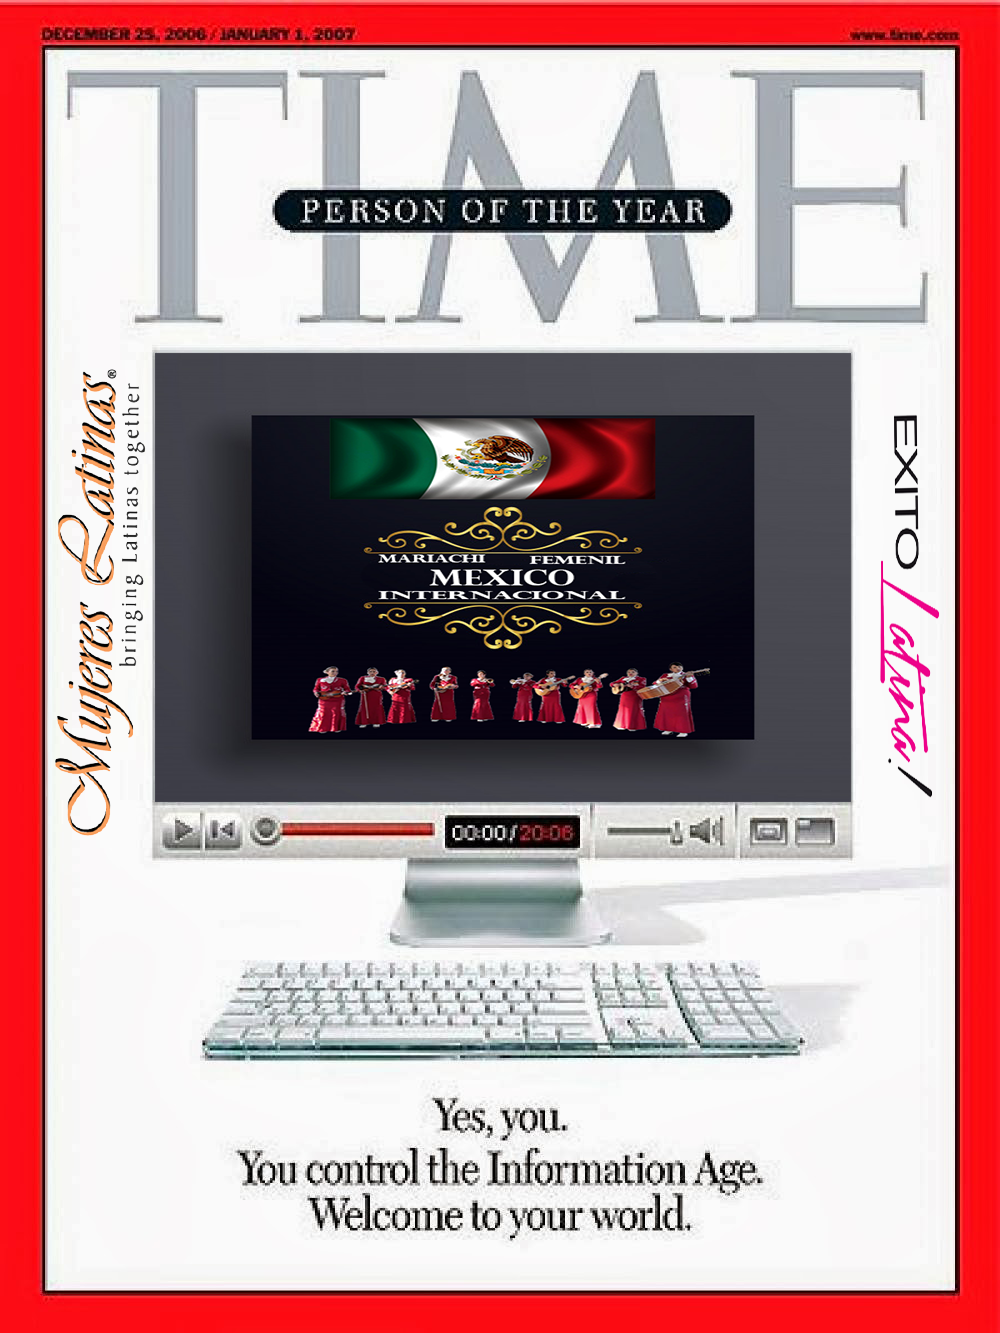 DECEMBER 25, 2006 / JANUARY 1, 2007
www.time.com
TIME
PERSON OF THE YEAR
Mujeres Latinas®
bringing Latinas together
EXITO Latina!
MARIACHI FEMENIL
MEXICO
INTERNACIONAL
00:00/20:06
Yes, you.
You control the Information Age.
Welcome to your world.